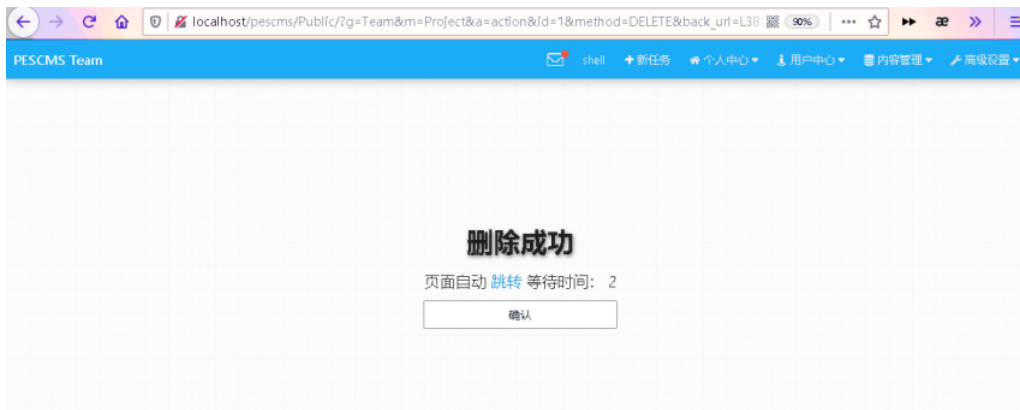 localhost/pescms/Public/?g=Team&m=Project&a=action&id=1&method=DELETE&back_url=L38 90%
PESCMS Team shell 新任务 个人中心 用户中心 内容管理 高级设置
删除成功
页面自动 跳转 等待时间： 2
确认